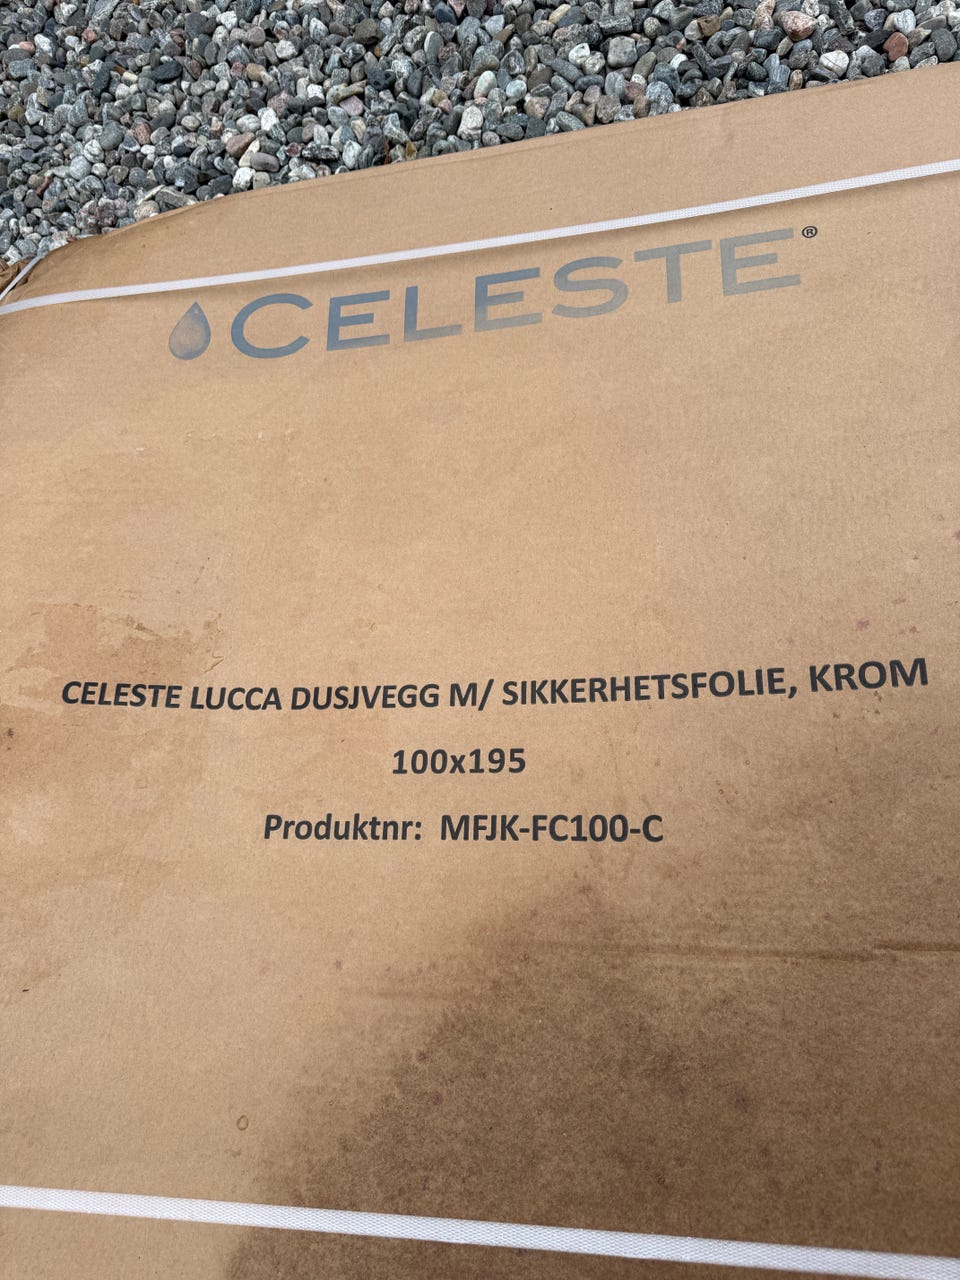 CELESTE®
CELESTE LUCCA DUSJVEGG M/ SIKKERHETSFOLIE, KROM
100x195
Produktnr: MFJK-FC100-C